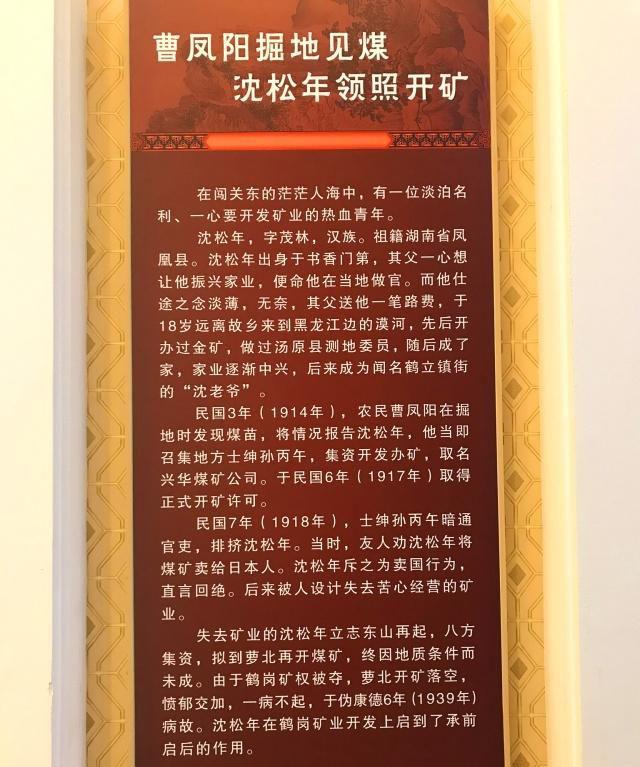 曹凤阳掘地见煤
沈松年领照开矿
在闯关东的茫茫人海中，有一位淡泊名
利、一心要开发矿业的热血青年。
沈松年，字茂林，汉族。祖籍湖南省凤
凰县。沈松年出身于书香门第，其父一心想
让他振兴家业，便命他在当地做官。而他仕
途之念淡薄，无奈，其父送他一笔路费，于
18岁远离故乡来到黑龙江边的漠河，先后开
办过金矿，做过汤原县测地委员，随后成了
家，家业逐渐中兴，后来成为闻名鹤立镇街
的“沈老爷”。
民国3年（1914年），农民曹凤阳在掘
地时发现煤苗，将情况报告沈松年，他当即
召集地方士绅孙丙午，集资开发办矿，取名
兴华煤矿公司。于民国6年（1917年）取得
正式开矿许可。
民国7年（1918年），士绅孙丙午暗通
官吏，排挤沈松年。当时，友人劝沈松年将
煤矿卖给日本人。沈松年斥之为卖国行为，
直言回绝。后来被人设计失去苦心经营的矿
业。
失去矿业的沈松年立志东山再起，八方
集资，拟到萝北再开煤矿，终因地质条件而
未成。由于鹤岗矿权被夺，萝北开矿落空，
愤郁交加，一病不起，于伪康德6年(1939年)
病故。沈松年在鹤岗矿业开发上启到了承前
启后的作用。